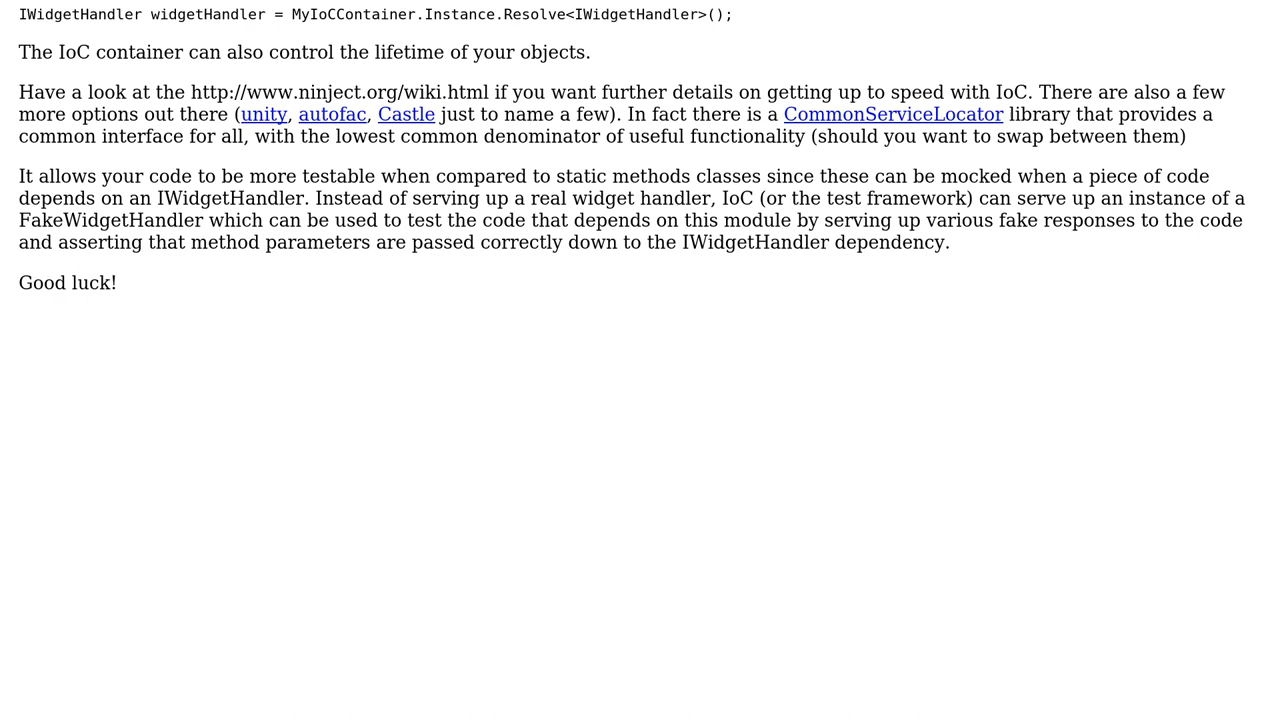 IWidgetHandler widgetHandler = MyIoCContainer.Instance.Resolve<IWidgetHandler>();
The IoC container can also control the lifetime of your objects.
Have a look at the http://www.ninject.org/wiki.html if you want further details on getting up to speed with IoC. There are also a few
more options out there (unity, autofac, Castle just to name a few). In fact there is a CommonServiceLocator library that provides a
common interface for all, with the lowest common denominator of useful functionality (should you want to swap between them)
It allows your code to be more testable when compared to static methods classes since these can be mocked when a piece of code
depends on an IWidgetHandler. Instead of serving up a real widget handler, IoC (or the test framework) can serve up an instance of a
FakeWidgetHandler which can be used to test the code that depends on this module by serving up various fake responses to the code
and asserting that method parameters are passed correctly down to the IWidgetHandler dependency.
Good luck!